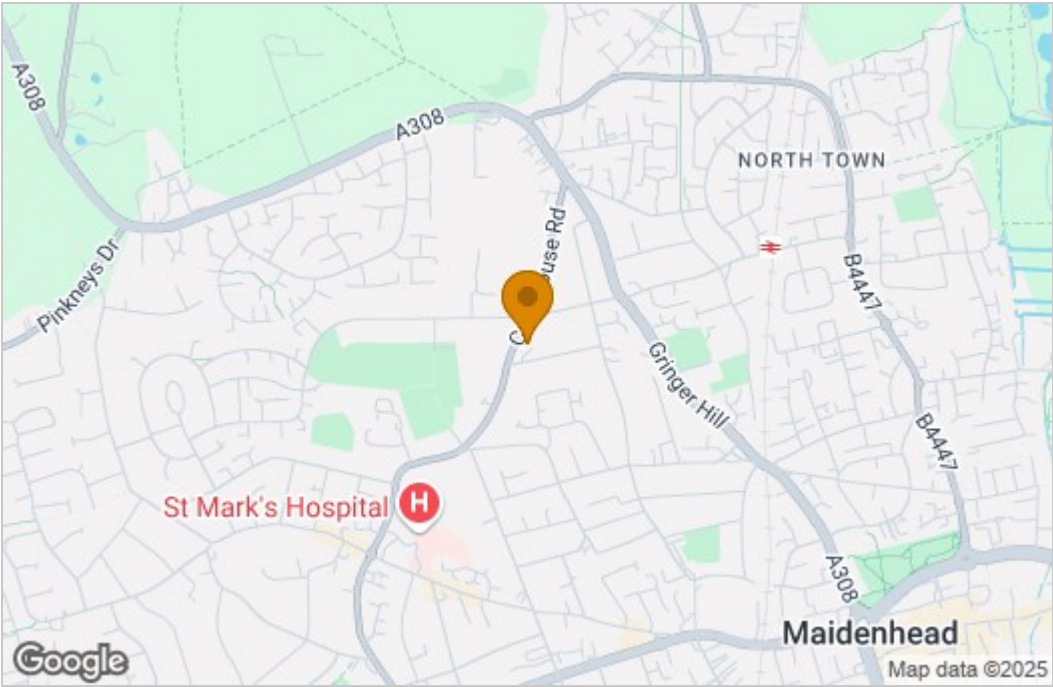 A308
A308
NORTH TOWN
Pinkneys Dr
use Rd
B4447
Gringer Hill
B4447
St Mark's Hospital
H
A308
Maidenhead
Google
Map data ©2025